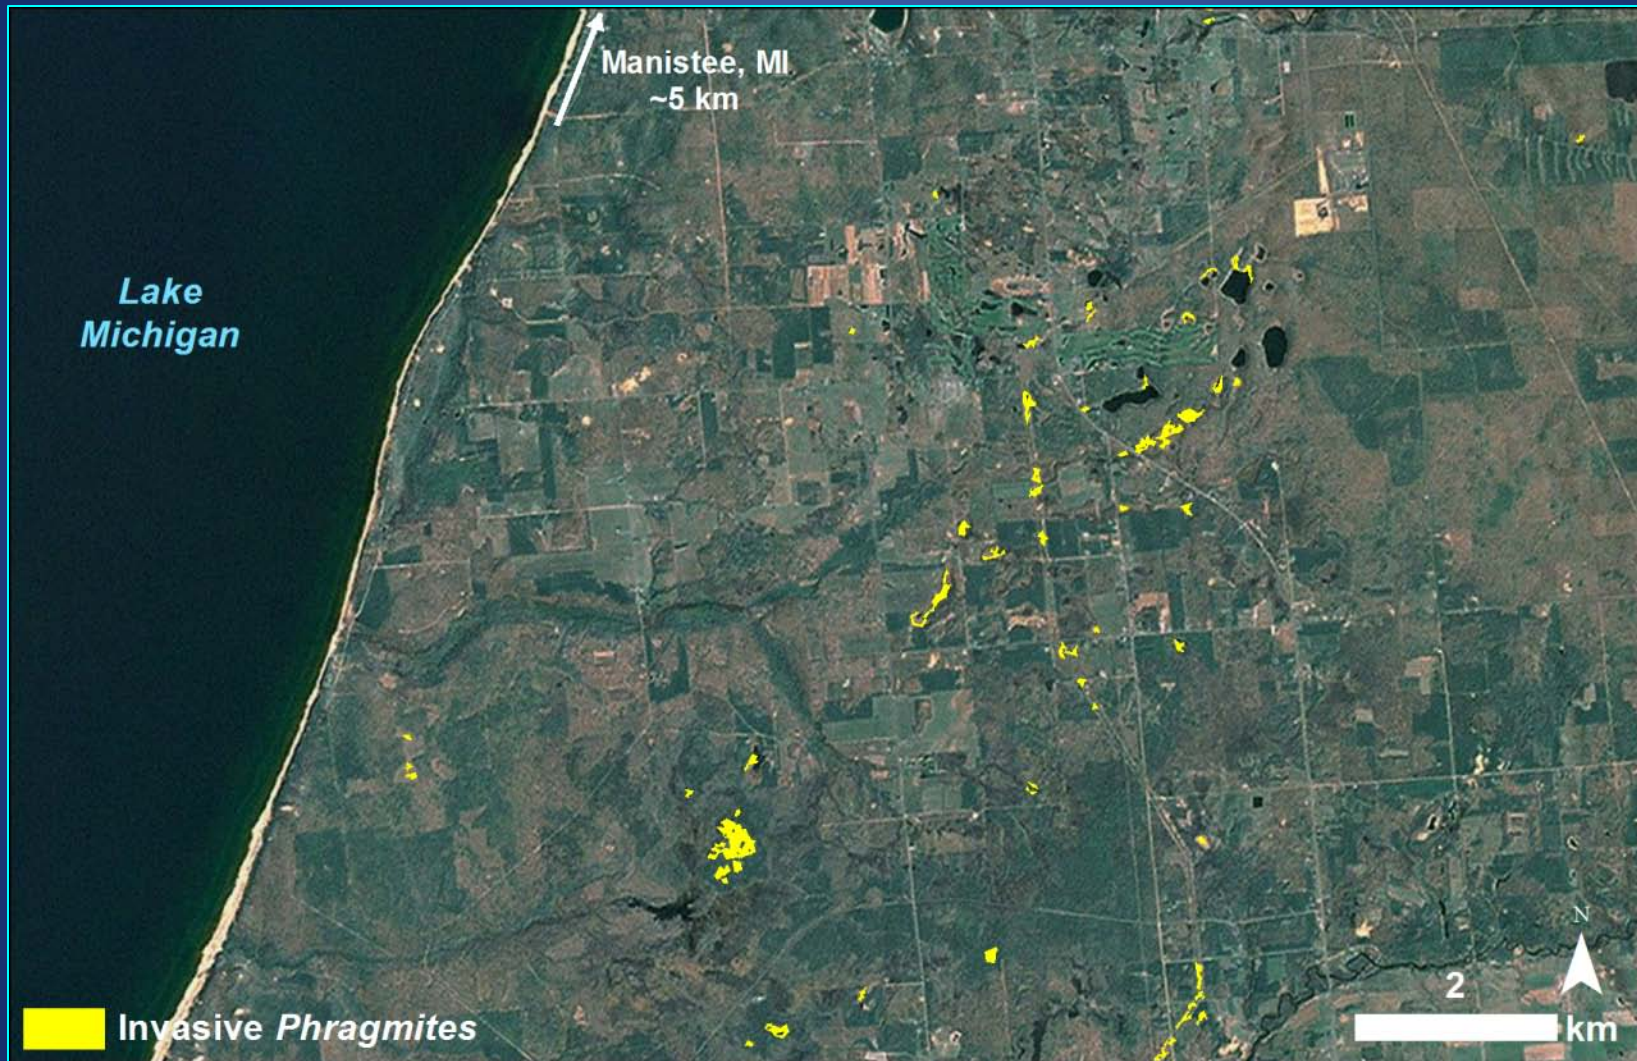 Manistee, MI
~5 km
Lake
Michigan
N
2
km
Invasive Phragmites